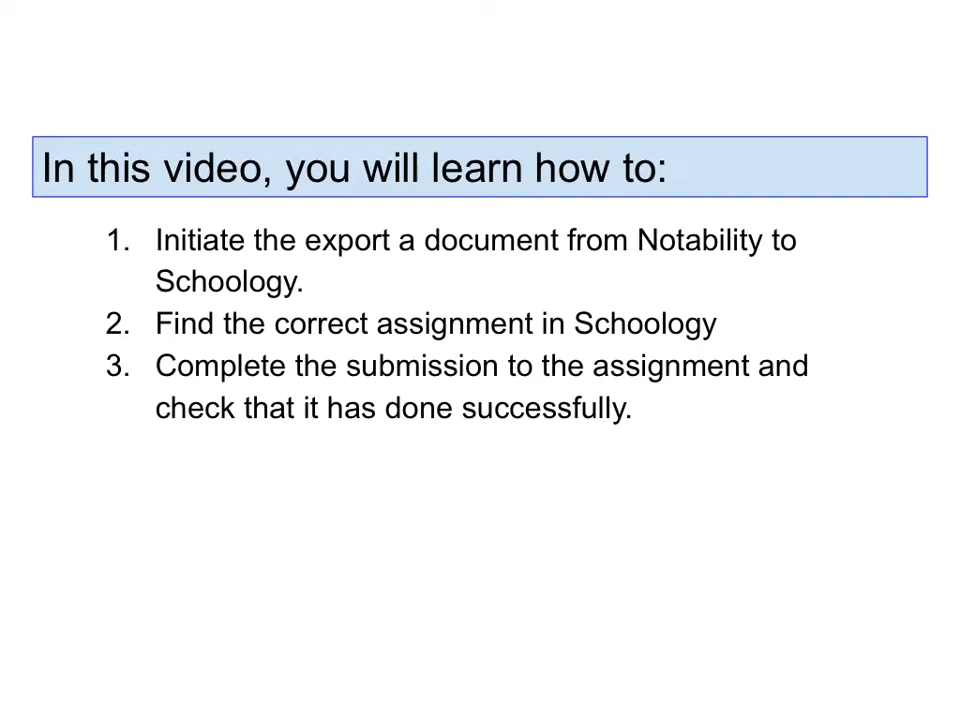 In this video, you will learn how to:
1. Initiate the export a document from Notability to
Schoology.
2. Find the correct assignment in Schoology
3. Complete the submission to the assignment and
check that it has done successfully.